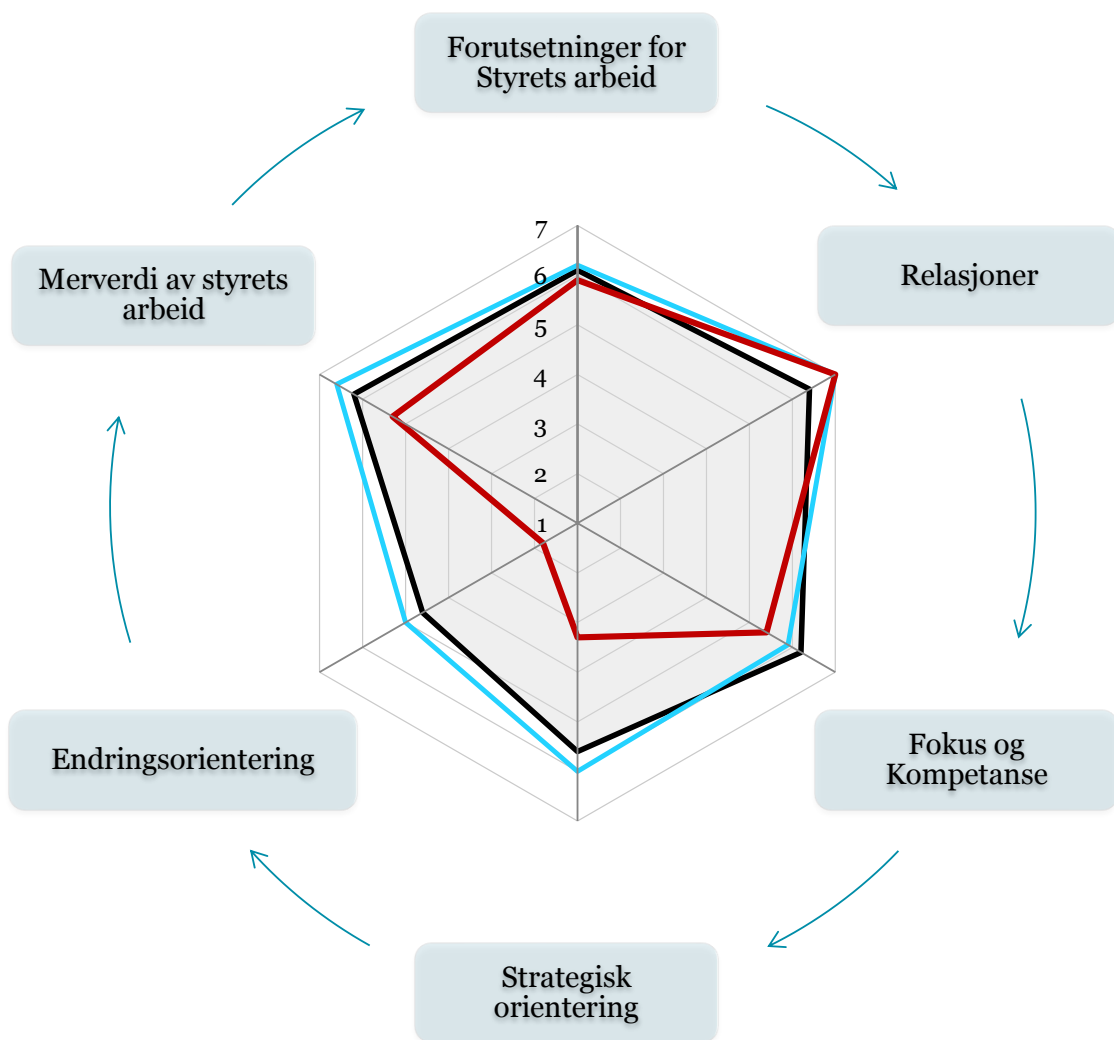 Forutsetninger for
Styrets arbeid
Relasjoner
Merverdi av styrets
arbeid
7
6
5
4
3
2
1
Endringsorientering
Fokus og
Kompetanse
Strategisk
orientering